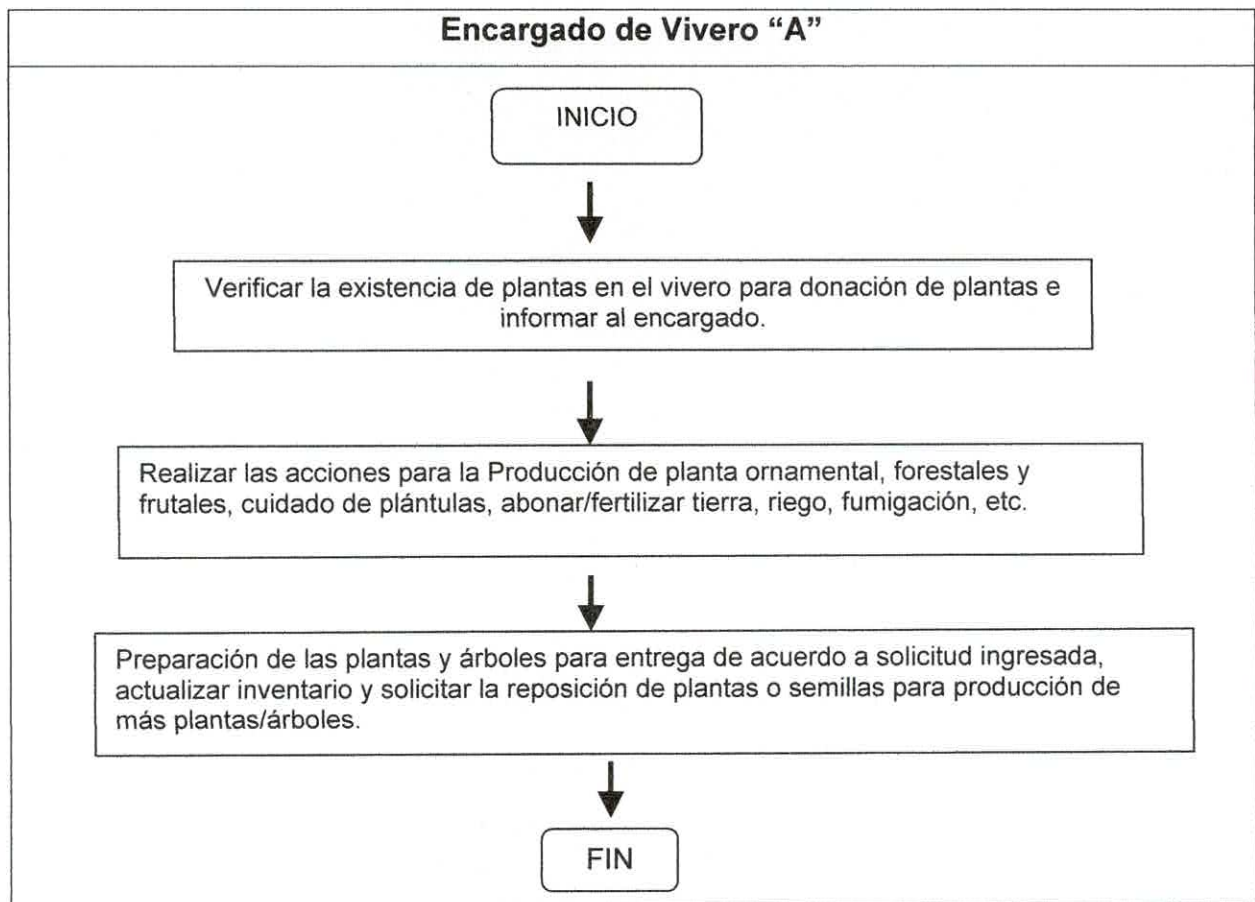 Encargado de Vivero “A”
INICIO
Verificar la existencia de plantas en el vivero para donación de plantas e
informar al encargado.
Realizar las acciones para la Producción de planta ornamental, forestales y
frutales, cuidado de plántulas, abonar/fertilizar tierra, riego, fumigación, etc.
Preparación de las plantas y árboles para entrega de acuerdo a solicitud ingresada,
actualizar inventario y solicitar la reposición de plantas o semillas para producción de
más plantas/árboles.
FIN